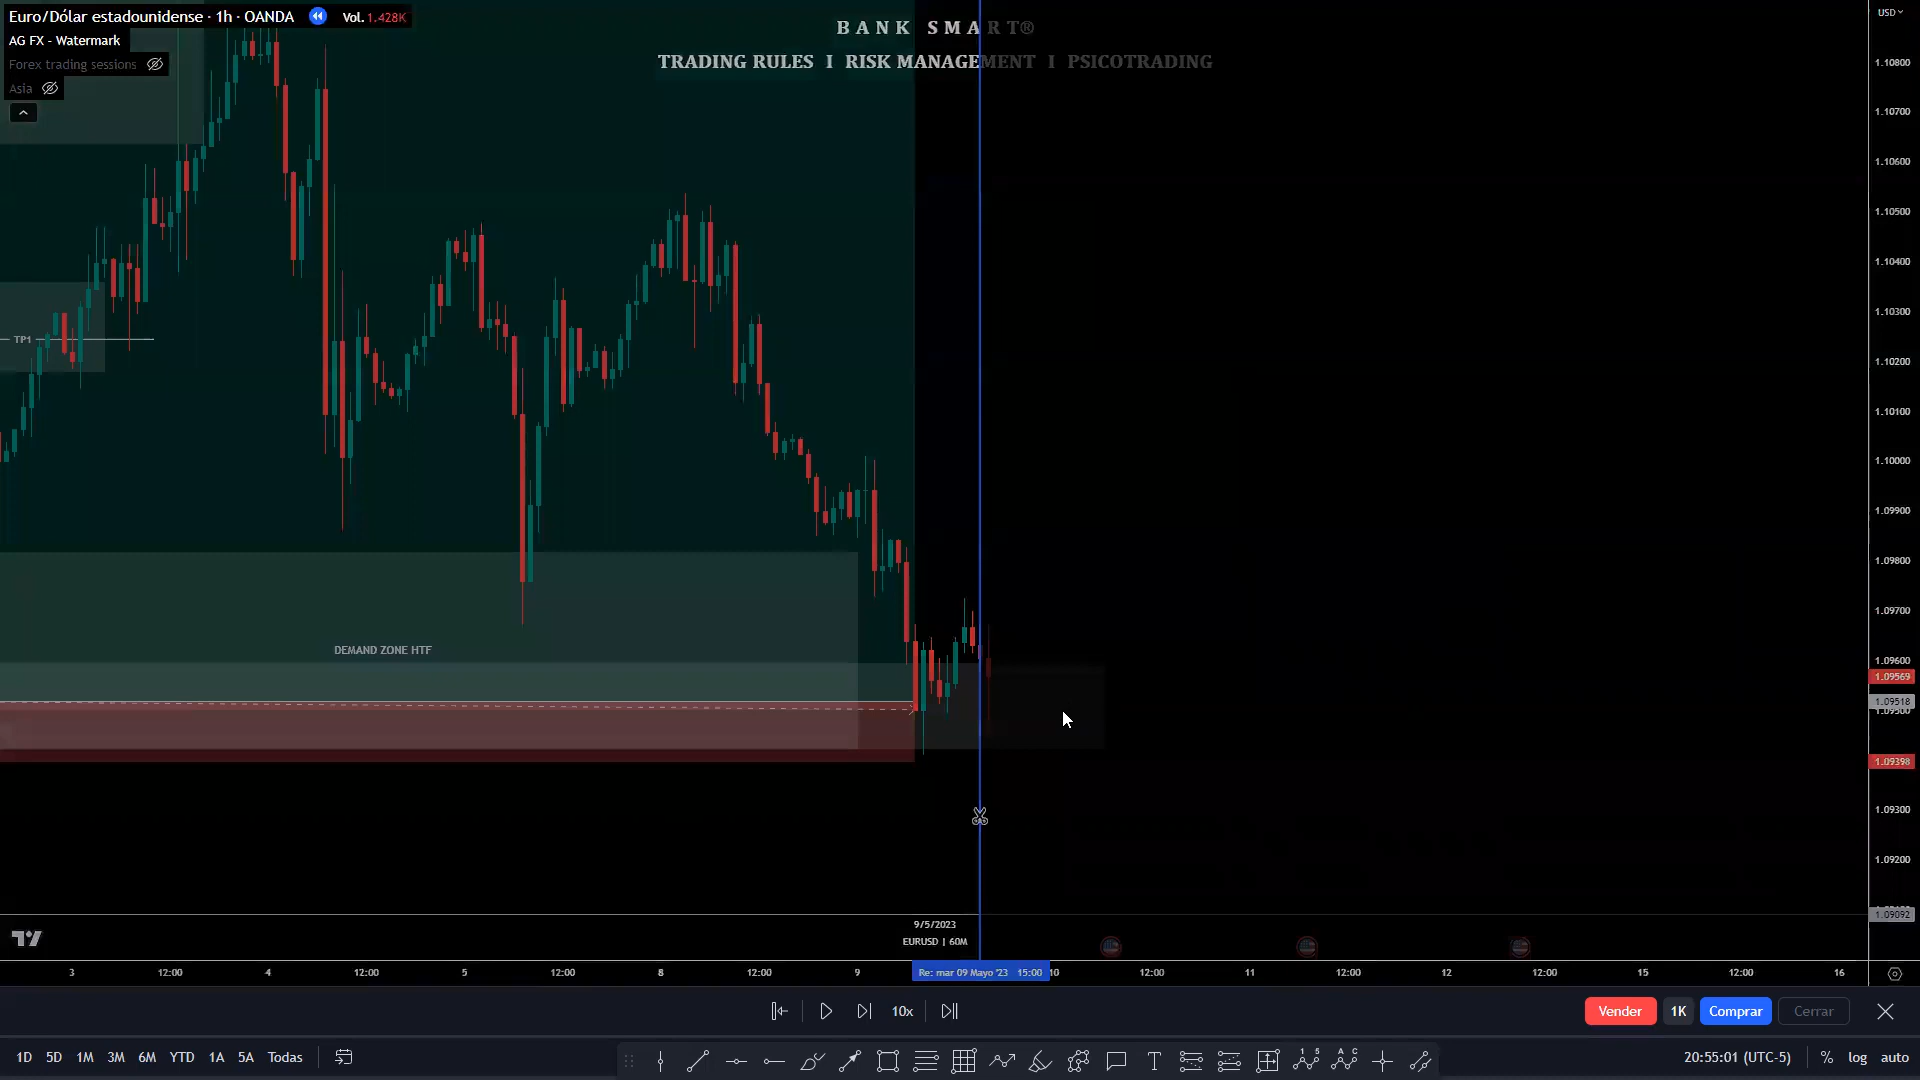 Euro/Dólar estadounidense · 1h · OANDA Vol. 1.428K
AG FX - Watermark
Forex trading sessions
Asia
BANK SMART®
TRADING RULES I RISK MANAGEMENT I PSICOTRADING
USD
1.10800
1.10700
1.10600
1.10500
1.10400
1.10300
1.10200
1.10100
1.10000
1.09900
1.09800
1.09700
1.09600
1.09569
1.09518
1.09500
1.09398
1.09300
1.09200
1.09092
TP1
DEMAND ZONE HTF
9/5/2023
EURUSD | 60M
3 12:00 4 12:00 5 12:00 8 12:00 9 Re: mar 09 Mayo '23 15:00 10 12:00 11 12:00 12 12:00 15 12:00 16
10x
Vender 1K Comprar Cerrar
1D 5D 1M 3M 6M YTD 1A 5A Todas
20:55:01 (UTC-5) % log auto